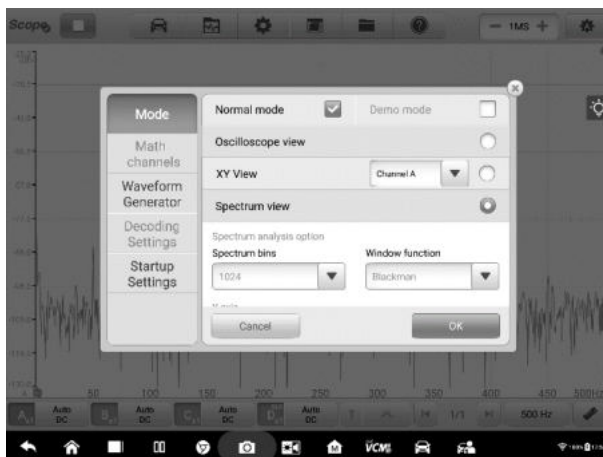 Scope
1MS
Mode
Normal mode
Demo mode
Math
channels
Oscilloscope view
XY View
Channel A
Waveform
Generator
Spectrum view
Decoding
Settings
Spectrum analysis option
Spectrum bins
Window function
Startup
Settings
1024
Blackman
Cancel
OK
50 100 150 200 250 300 350 400 450 500Hz
A Auto DC B Auto DC C Auto DC D Auto DC 1/1 500 Hz
VCMI